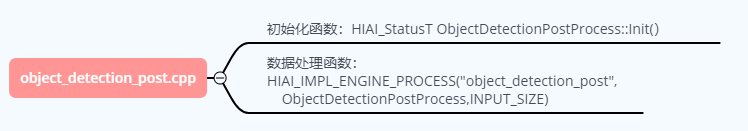 object_detection_post.cpp
初始化函数：HIAI_StatusT ObjectDetectionPostProcess::Init()
数据处理函数：
HIAI_IMPL_ENGINE_PROCESS("object_detection_post",
ObjectDetectionPostProcess,INPUT_SIZE)